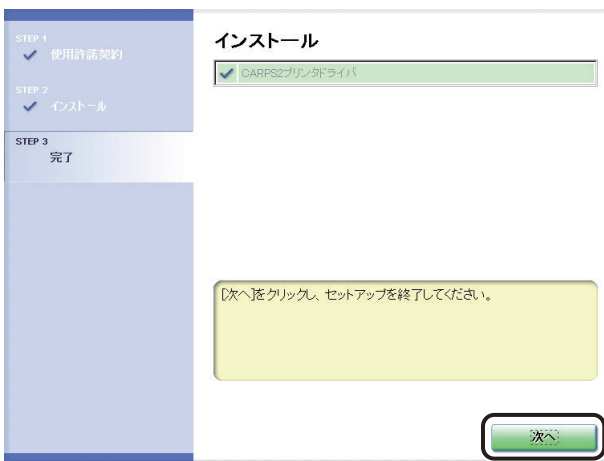 STEP 1
使用許諾契約
STEP 2
インストール
STEP 3
完了
インストール
CARPS2プリンタドライバ
[次へ]をクリックし、セットアップを終了してください。
次へ